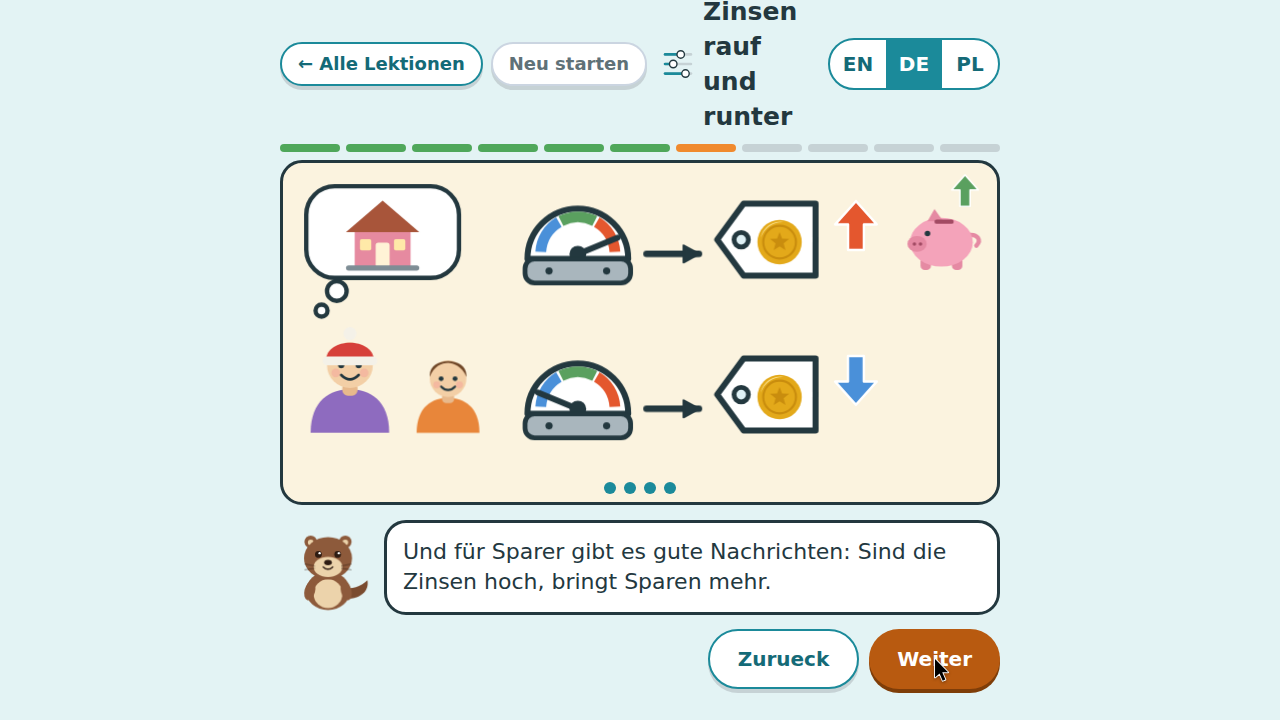 ← Alle Lektionen
Neu starten
Zinsen
rauf
und
runter
EN DE PL
Und für Sparer gibt es gute Nachrichten: Sind die
Zinsen hoch, bringt Sparen mehr.
Zurueck
Weiter